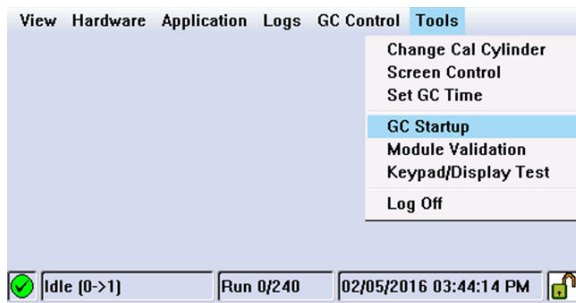 View Hardware Application Logs GC Control Tools
Change Cal Cylinder
Screen Control
Set GC Time
GC Startup
Module Validation
Keypad/Display Test
Log Off
Idle (0->1) Run 0/240 02/05/2016 03:44:14 PM